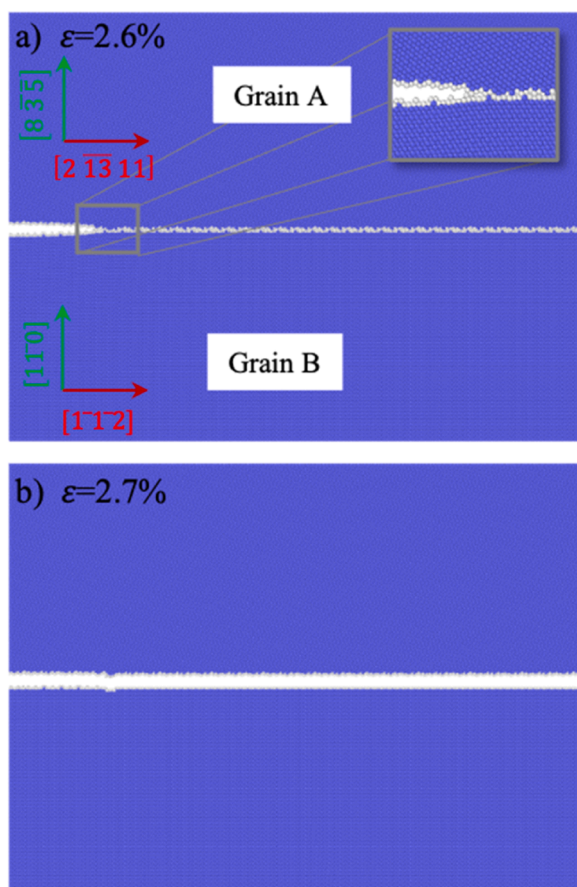 a) ε=2.6%
Grain A
[8 3̅ 5̅]
[2 1̅3̅ 11]
Grain B
[11¯0]
[1¯1¯2]
b) ε=2.7%